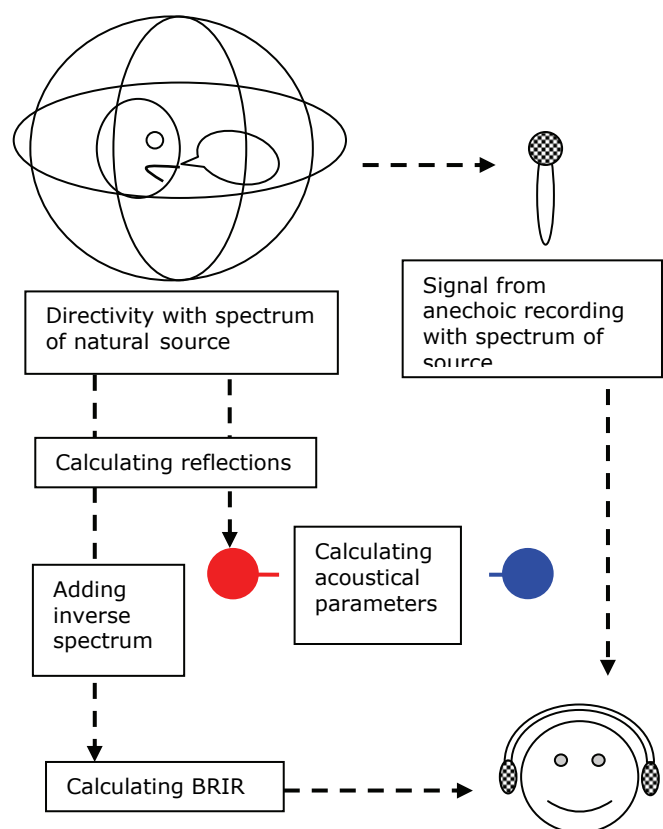 Directivity with spectrum
of natural source
Signal from
anechoic recording
with spectrum of
source
Calculating reflections
Calculating
acoustical
parameters
Adding
inverse
spectrum
Calculating BRIR